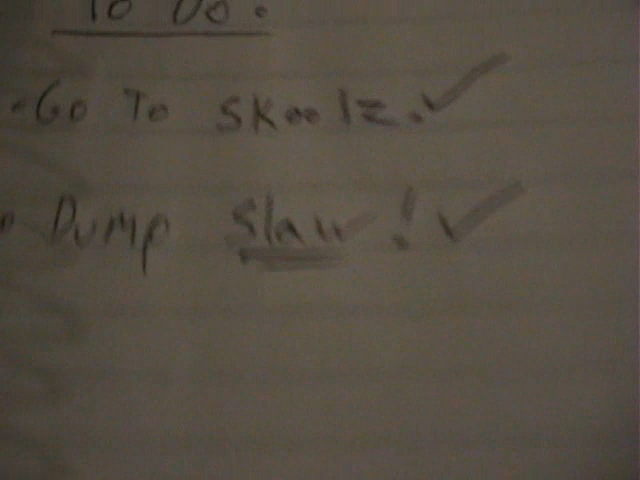 To Do:
• Go To Skoolz. ✓
• Dump Slaw! ✓